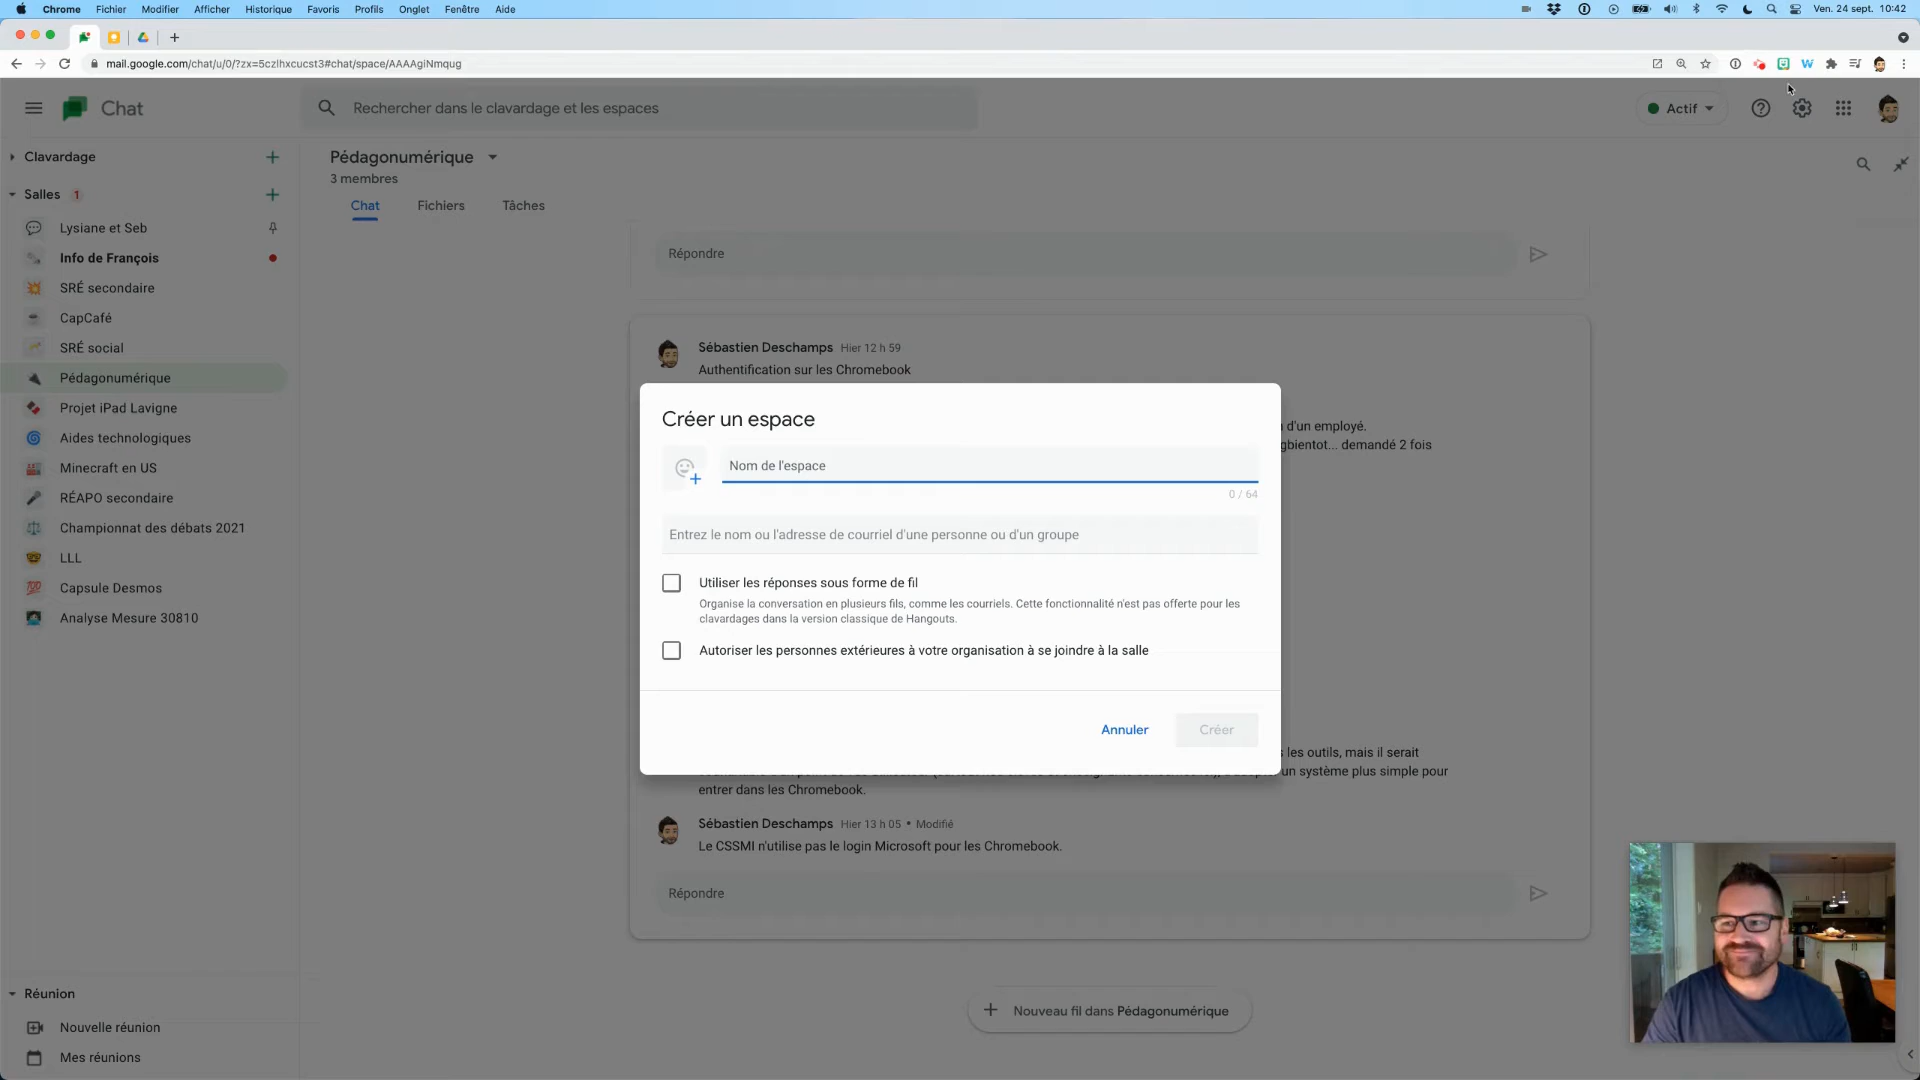 Chrome Fichier Modifier Afficher Historique Favoris Profils Onglet Fenêtre Aide
Ven. 24 sept. 10:42
mail.google.com/chat/u/0/?zx=5czlhxcucst3#chat/space/AAAAgiNmqug
Chat
Rechercher dans le clavardage et les espaces
Actif
Clavardage
Salles 1
Lysiane et Seb
Info de François
SRÉ secondaire
CapCafé
SRÉ social
Pédagonumérique
Projet iPad Lavigne
Aides technologiques
Minecraft en US
RÉAPO secondaire
Championnat des débats 2021
LLL
Capsule Desmos
Analyse Mesure 30810
Réunion
Nouvelle réunion
Mes réunions
Pédagonumérique
3 membres
Chat Fichiers Tâches
Répondre
Sébastien Deschamps Hier 12 h 59
Authentification sur les Chromebook
d'un employé.
demandé 2 fois
Créer un espace
Nom de l'espace
0 / 64
Entrez le nom ou l'adresse de courriel d'une personne ou d'un groupe
Utiliser les réponses sous forme de fil
Organise la conversation en plusieurs fils, comme les courriels. Cette fonctionnalité n'est pas offerte pour les
clavardages dans la version classique de Hangouts.
Autoriser les personnes extérieures à votre organisation à se joindre à la salle
Annuler
Créer
les outils, mais il serait
un système plus simple pour
entrer dans les Chromebook.
Sébastien Deschamps Hier 13 h 05 • Modifié
Le CSSMI n'utilise pas le login Microsoft pour les Chromebook.
Répondre
Nouveau fil dans Pédagonumérique